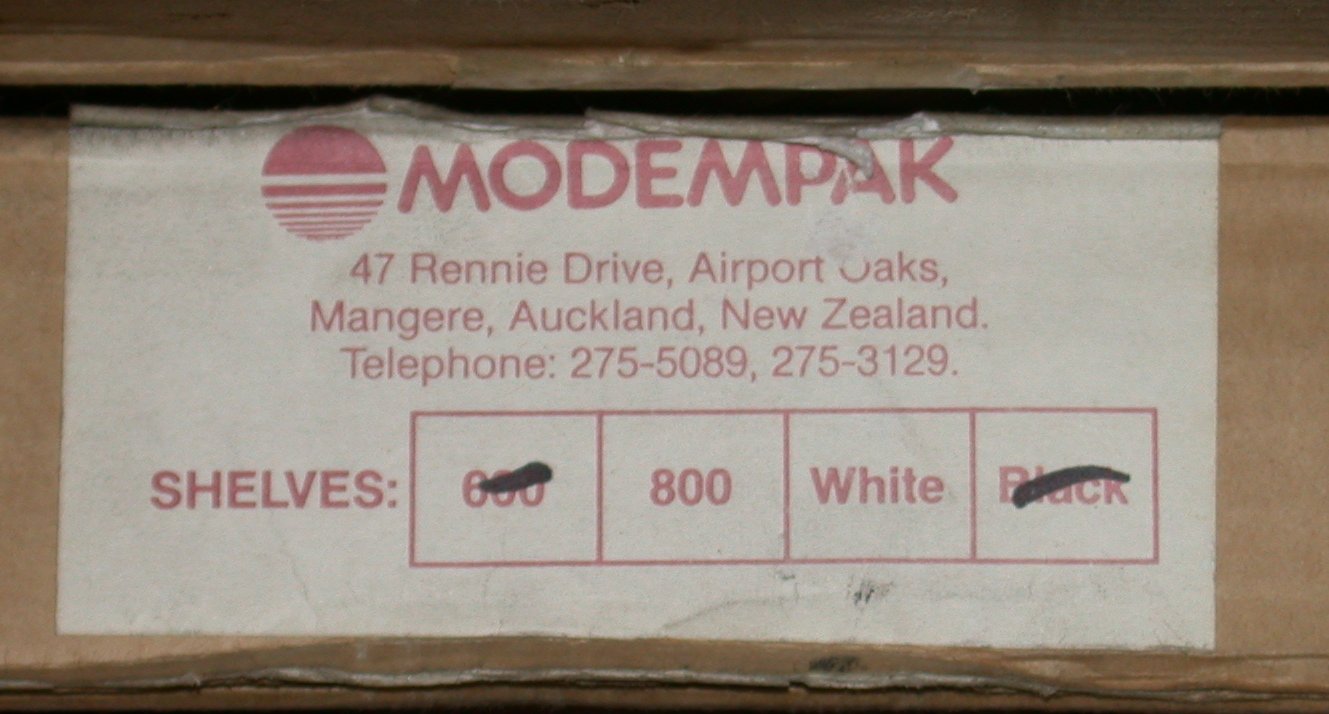 MODEMPAK
47 Rennie Drive, Airport Oaks,
Mangere, Auckland, New Zealand.
Telephone: 275-5089, 275-3129.
SHELVES: 600 800 White Black